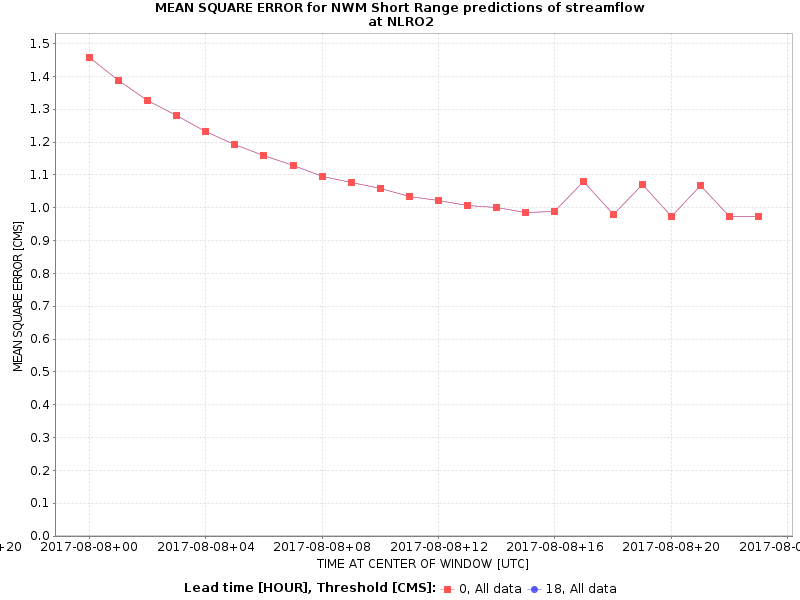 MEAN SQUARE ERROR for NWM Short Range predictions of streamflow
at NLRO2
MEAN SQUARE ERROR [CMS]
1.5
1.4
1.3
1.2
1.1
1.0
0.9
0.8
0.7
0.6
0.5
0.4
0.3
0.2
0.1
0.0
+20 2017-08-08+00 2017-08-08+04 2017-08-08+08 2017-08-08+12 2017-08-08+16 2017-08-08+20 2017-08-0
TIME AT CENTER OF WINDOW [UTC]
Lead time [HOUR], Threshold [CMS]: 0, All data 18, All data